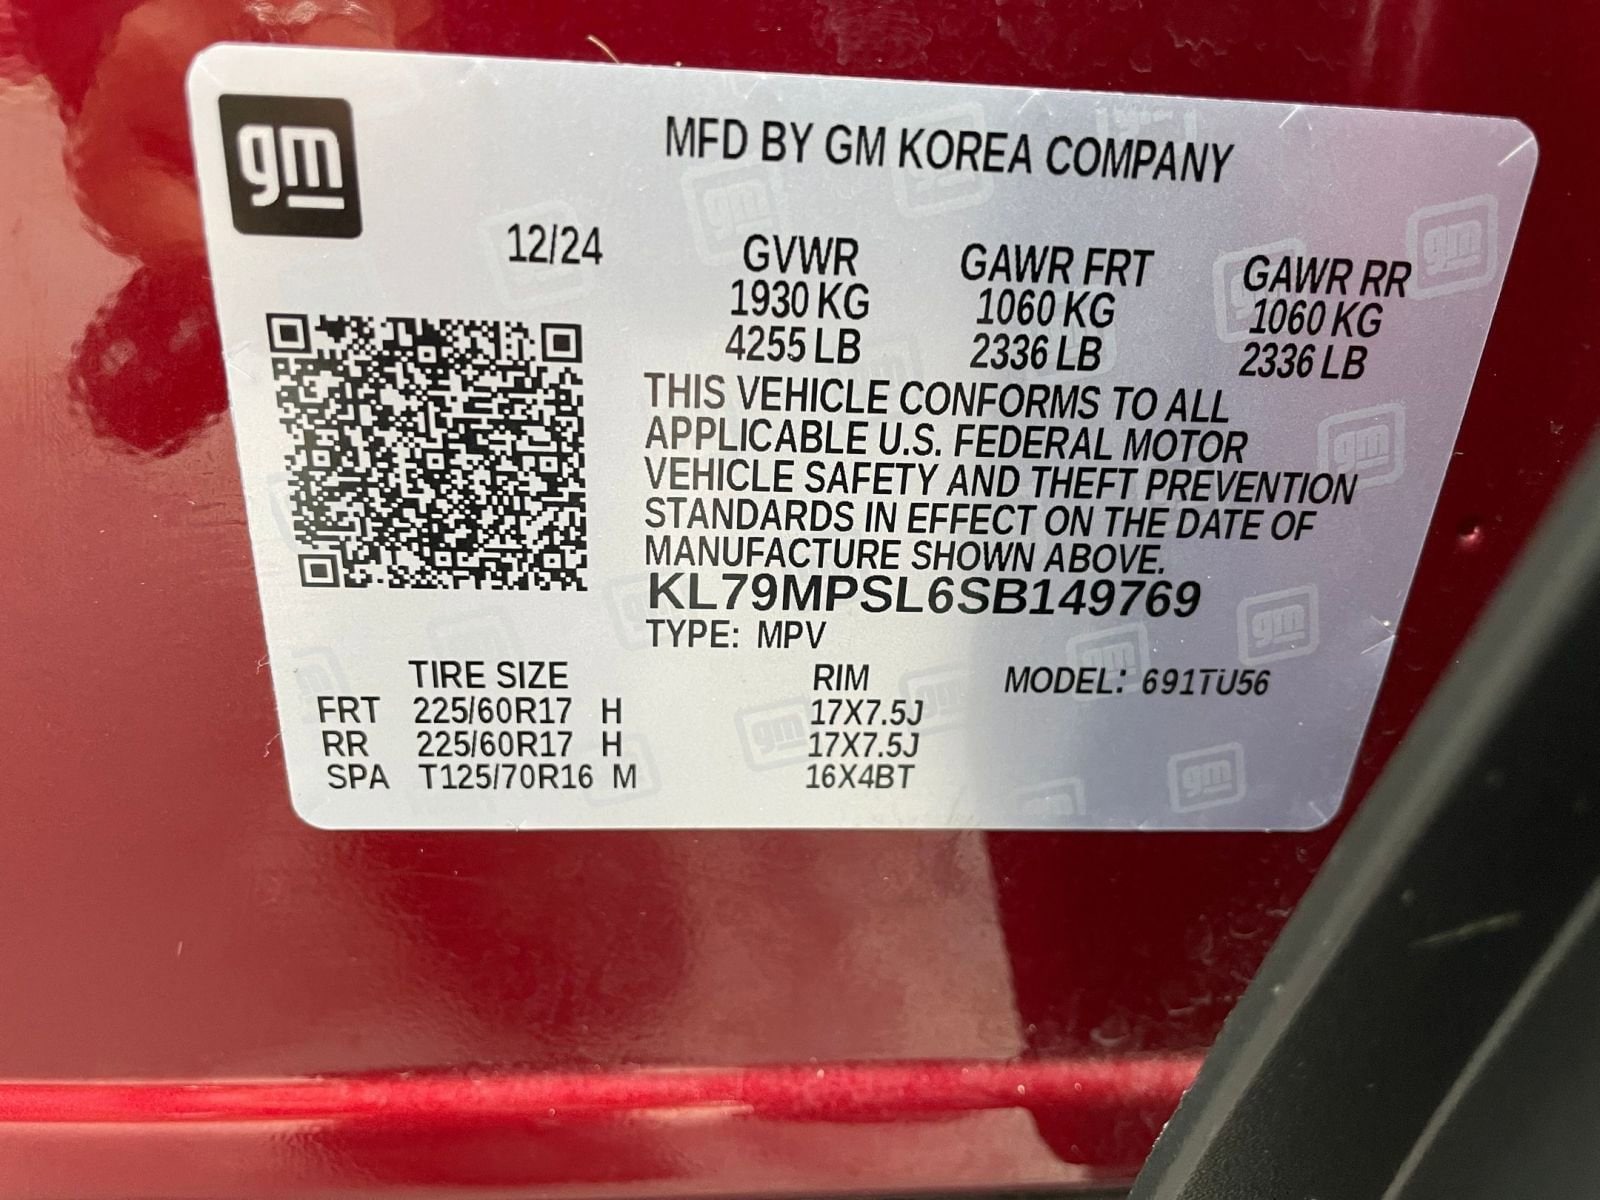 gm
MFD BY GM KOREA COMPANY
12/24
GVWR GAWR FRT GAWR RR
1930 KG 1060 KG 1060 KG
4255 LB 2336 LB 2336 LB
THIS VEHICLE CONFORMS TO ALL
APPLICABLE U.S. FEDERAL MOTOR
VEHICLE SAFETY AND THEFT PREVENTION
STANDARDS IN EFFECT ON THE DATE OF
MANUFACTURE SHOWN ABOVE.
KL79MPSL6SB149769
TYPE: MPV
TIRE SIZE RIM MODEL: 691TU56
FRT 225/60R17 H 17X7.5J
RR 225/60R17 H 17X7.5J
SPA T125/70R16 M 16X4BT